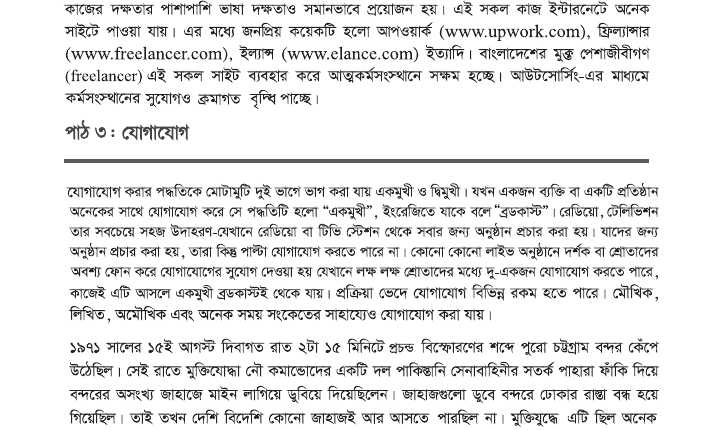 কাজের দক্ষতার পাশাপাশি ভাষা দক্ষতাও সমানভাবে প্রয়োজন হয়। এই সকল কাজ ইন্টারনেটে অনেক
সাইটে পাওয়া যায়। এর মধ্যে জনপ্রিয় কয়েকটি হলো আপওয়ার্ক (www.upwork.com), ফ্রিল্যান্সার
(www.freelancer.com), ইল্যান্স (www.elance.com) ইত্যাদি। বাংলাদেশের মুক্ত পেশাজীবীগণ
(freelancer) এই সকল সাইট ব্যবহার করে আত্মকর্মসংস্থানে সক্ষম হচ্ছে। আউটসোর্সিং-এর মাধ্যমে
কর্মসংস্থানের সুযোগও ক্রমাগত বৃদ্ধি পাচ্ছে।
পাঠ ৩ : যোগাযোগ
যোগাযোগ করার পদ্ধতিকে মোটামুটি দুই ভাগে ভাগ করা যায় একমুখী ও দ্বিমুখী। যখন একজন ব্যক্তি বা একটি প্রতিষ্ঠান
অনেকের সাথে যোগাযোগ করে সে পদ্ধতিটি হলো “একমুখী”, ইংরেজিতে যাকে বলে “ব্রডকাস্ট”। রেডিয়ো, টেলিভিশন
তার সবচেয়ে সহজ উদাহরণ-যেখানে রেডিয়ো বা টিভি স্টেশন থেকে সবার জন্য অনুষ্ঠান প্রচার করা হয়। যাদের জন্য
অনুষ্ঠান প্রচার করা হয়, তারা কিন্তু পাল্টা যোগাযোগ করতে পারে না। কোনো কোনো লাইভ অনুষ্ঠানে দর্শক বা শ্রোতাদের
অবশ্য ফোন করে যোগাযোগের সুযোগ দেওয়া হয় যেখানে লক্ষ লক্ষ শ্রোতাদের মধ্যে দু-একজন যোগাযোগ করতে পারে,
কাজেই এটি আসলে একমুখী ব্রডকাস্টই থেকে যায়। প্রক্রিয়া ভেদে যোগাযোগ বিভিন্ন রকম হতে পারে। মৌখিক,
লিখিত, অমৌখিক এবং অনেক সময় সংকেতের সাহায্যেও যোগাযোগ করা যায়।
১৯৭১ সালের ১৫ই আগস্ট দিবাগত রাত ২টা ১৫ মিনিটে প্রচন্ড বিস্ফোরণের শব্দে পুরো চট্টগ্রাম বন্দর কেঁপে
উঠেছিল। সেই রাতে মুক্তিযোদ্ধা নৌ কমান্ডোদের একটি দল পাকিস্তানি সেনাবাহিনীর সতর্ক পাহারা ফাঁকি দিয়ে
বন্দরের অসংখ্য জাহাজে মাইন লাগিয়ে ডুবিয়ে দিয়েছিলেন। জাহাজগুলো ডুবে বন্দরে ঢোকার রাস্তা বন্ধ হয়ে
গিয়েছিল। তাই তখন দেশি বিদেশি কোনো জাহাজই আর আসতে পারছিল না। মুক্তিযুদ্ধে এটি ছিল অনেক